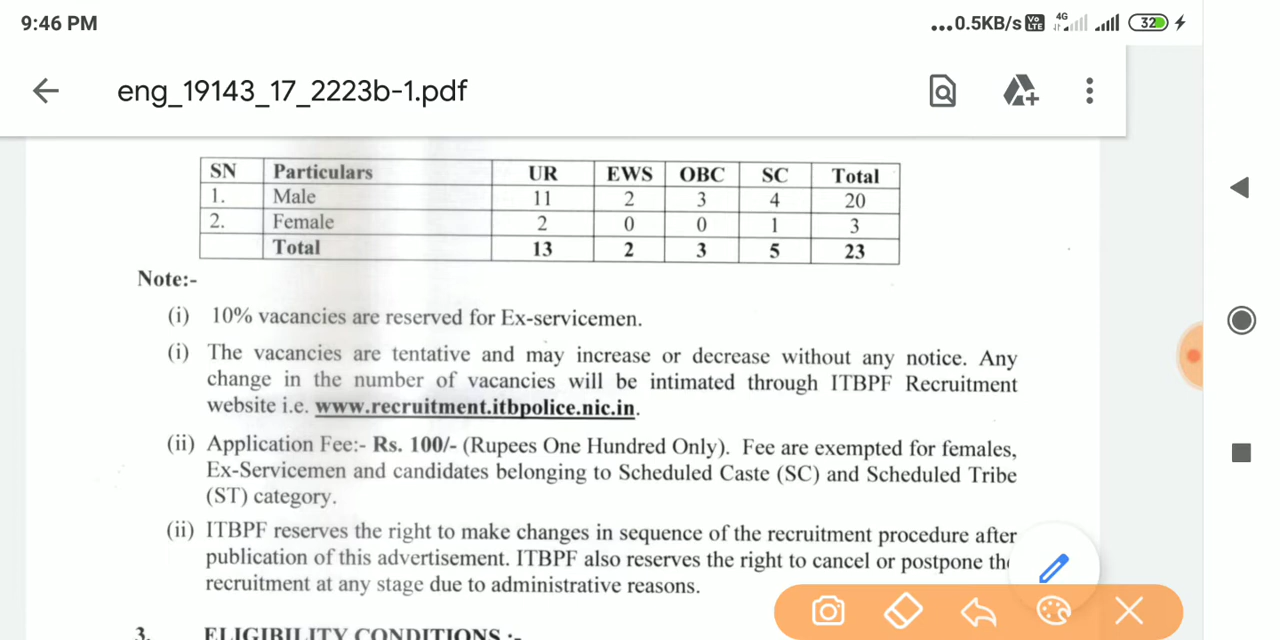 9:46 PM
...0.5KB/s Vo LTE 4G 32
eng_19143_17_2223b-1.pdf
SN Particulars UR EWS OBC SC Total
1. Male 11 2 3 4 20
2. Female 2 0 0 1 3
Total 13 2 3 5 23
Note:-
(i) 10% vacancies are reserved for Ex-servicemen.
(i) The vacancies are tentative and may increase or decrease without any notice. Any
change in the number of vacancies will be intimated through ITBPF Recruitment
website i.e. www.recruitment.itbpolice.nic.in.
(ii) Application Fee:- Rs. 100/- (Rupees One Hundred Only). Fee are exempted for females,
Ex-Servicemen and candidates belonging to Scheduled Caste (SC) and Scheduled Tribe
(ST) category.
(ii) ITBPF reserves the right to make changes in sequence of the recruitment procedure after
publication of this advertisement. ITBPF also reserves the right to cancel or postpone th
recruitment at any stage due to administrative reasons.
3. ELIGIBILITY CONDITIONS :-